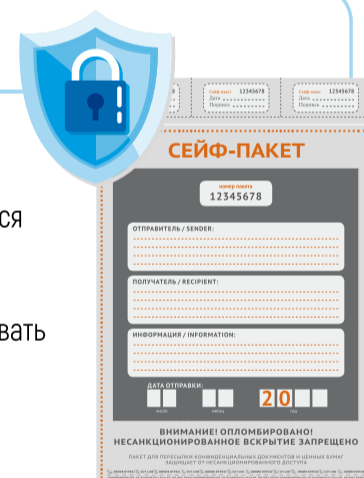 8
Сейф-пакет 12345678
Дата
Подпись
Сейф-пакет 12345678
Дата
Подпись
СЕЙФ-ПАКЕТ
номер пакета
12345678
ся
ОТПРАВИТЕЛЬ / SENDER:
ПОЛУЧАТЕЛЬ / RECIPIENT:
вать
ИНФОРМАЦИЯ / INFORMATION:
ДАТА ОТПРАВКИ:
20
число месяц год
ВНИМАНИЕ! ОПЛОМБИРОВАНО!
НЕСАНКЦИОНИРОВАННОЕ ВСКРЫТИЕ ЗАПРЕЩЕНО
ПАКЕТ ДЛЯ ПЕРЕСЫЛКИ КОНФИДЕНЦИАЛЬНЫХ ДОКУМЕНТОВ И ЦЕННЫХ БУМАГ
ЗАЩИЩАЕТ ОТ НЕСАНКЦИОНИРОВАННОГО ДОСТУПА